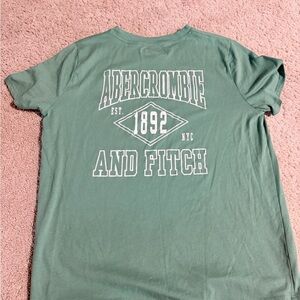 ABERCROMBIE
EST. 1892 NYC
AND FITCH